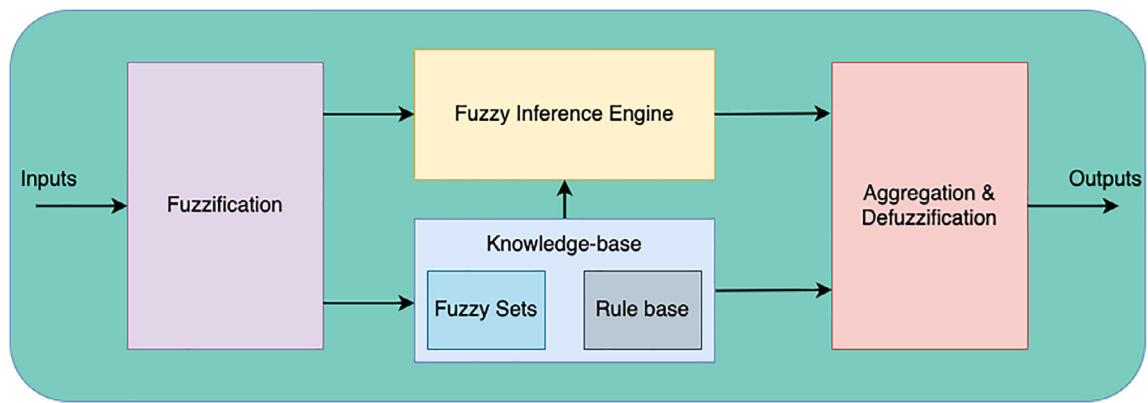 Inputs
Fuzzification
Fuzzy Inference Engine
Knowledge-base
Fuzzy Sets
Rule base
Aggregation &
Defuzzification
Outputs